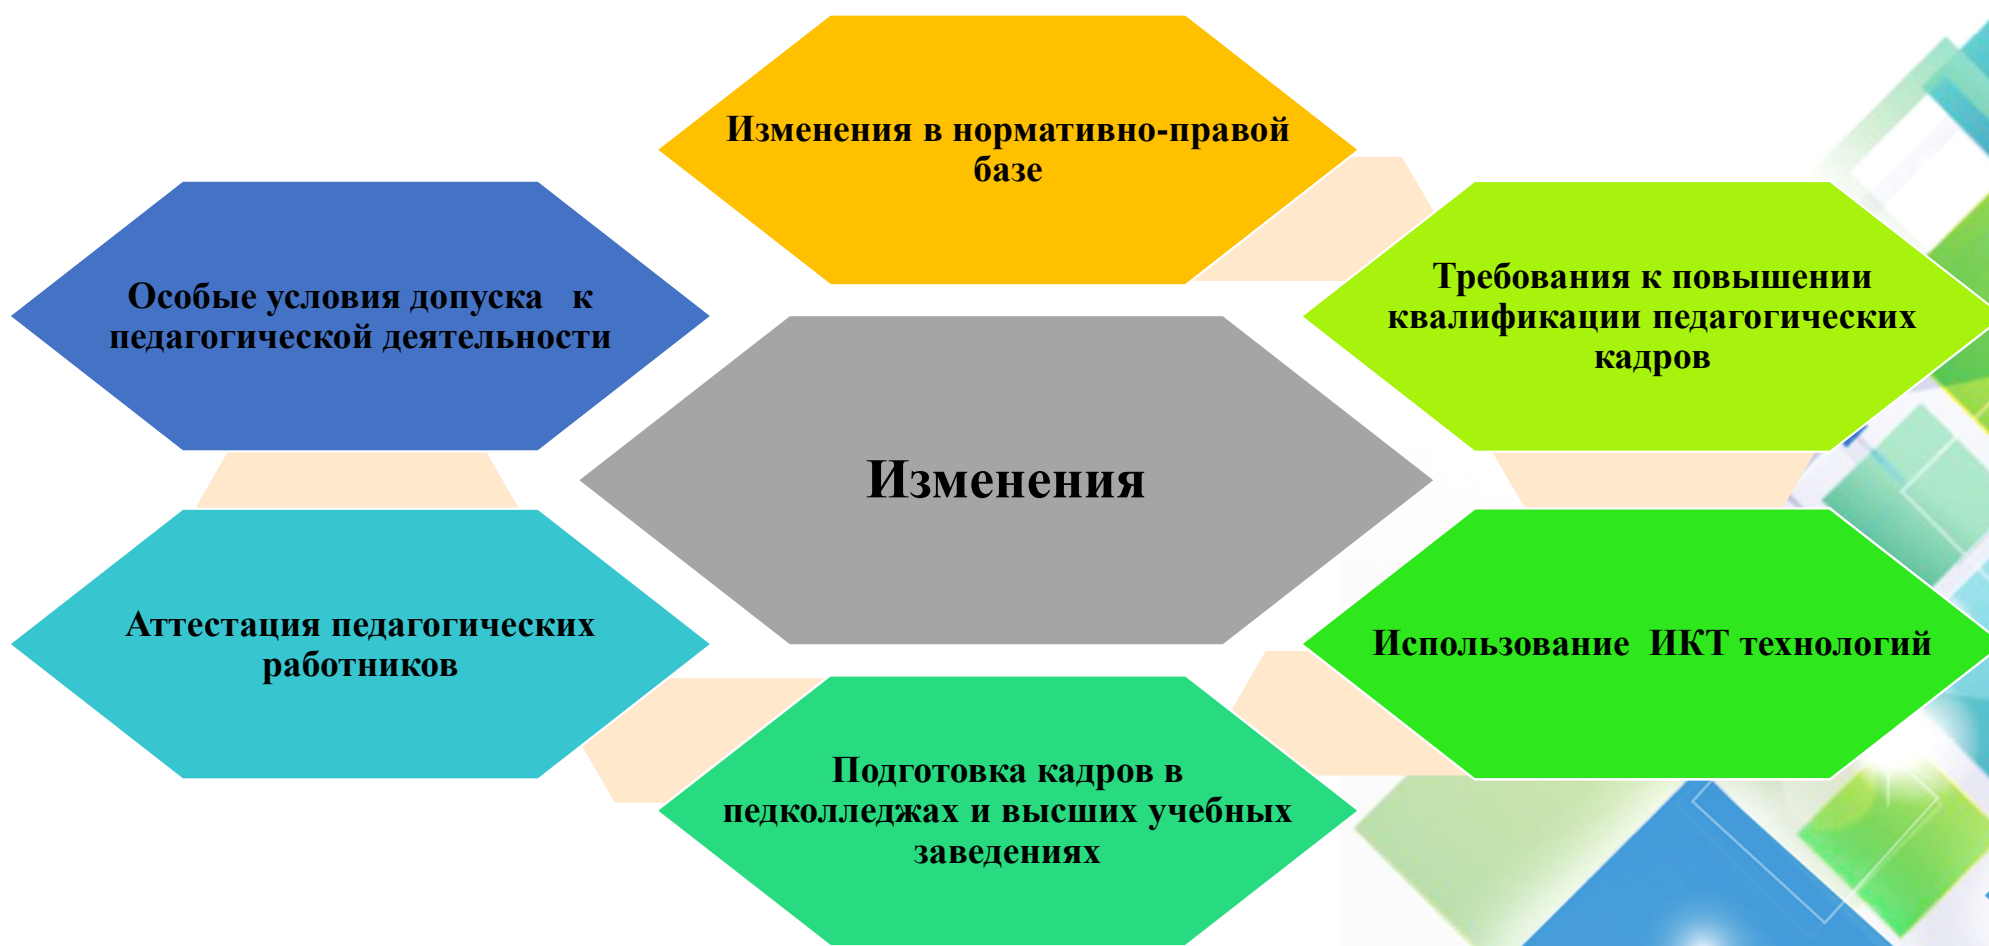 Изменения в нормативно-правой
базе
Особые условия допуска к
педагогической деятельности
Требования к повышении
квалификации педагогических
кадров
Изменения
Аттестация педагогических
работников
Использование ИКТ технологий
Подготовка кадров в
педколледжах и высших учебных
заведениях